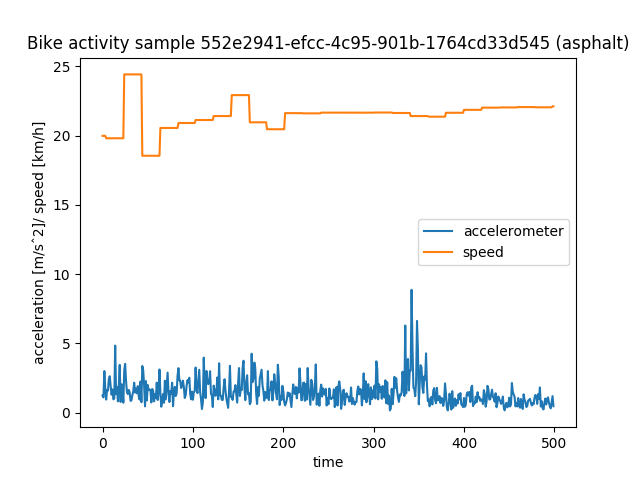 Bike activity sample 552e2941-efcc-4c95-901b-1764cd33d545 (asphalt)
acceleration [m/s^2]/ speed [km/h]
25
20
15
10
5
0
accelerometer
speed
0 100 200 300 400 500
time